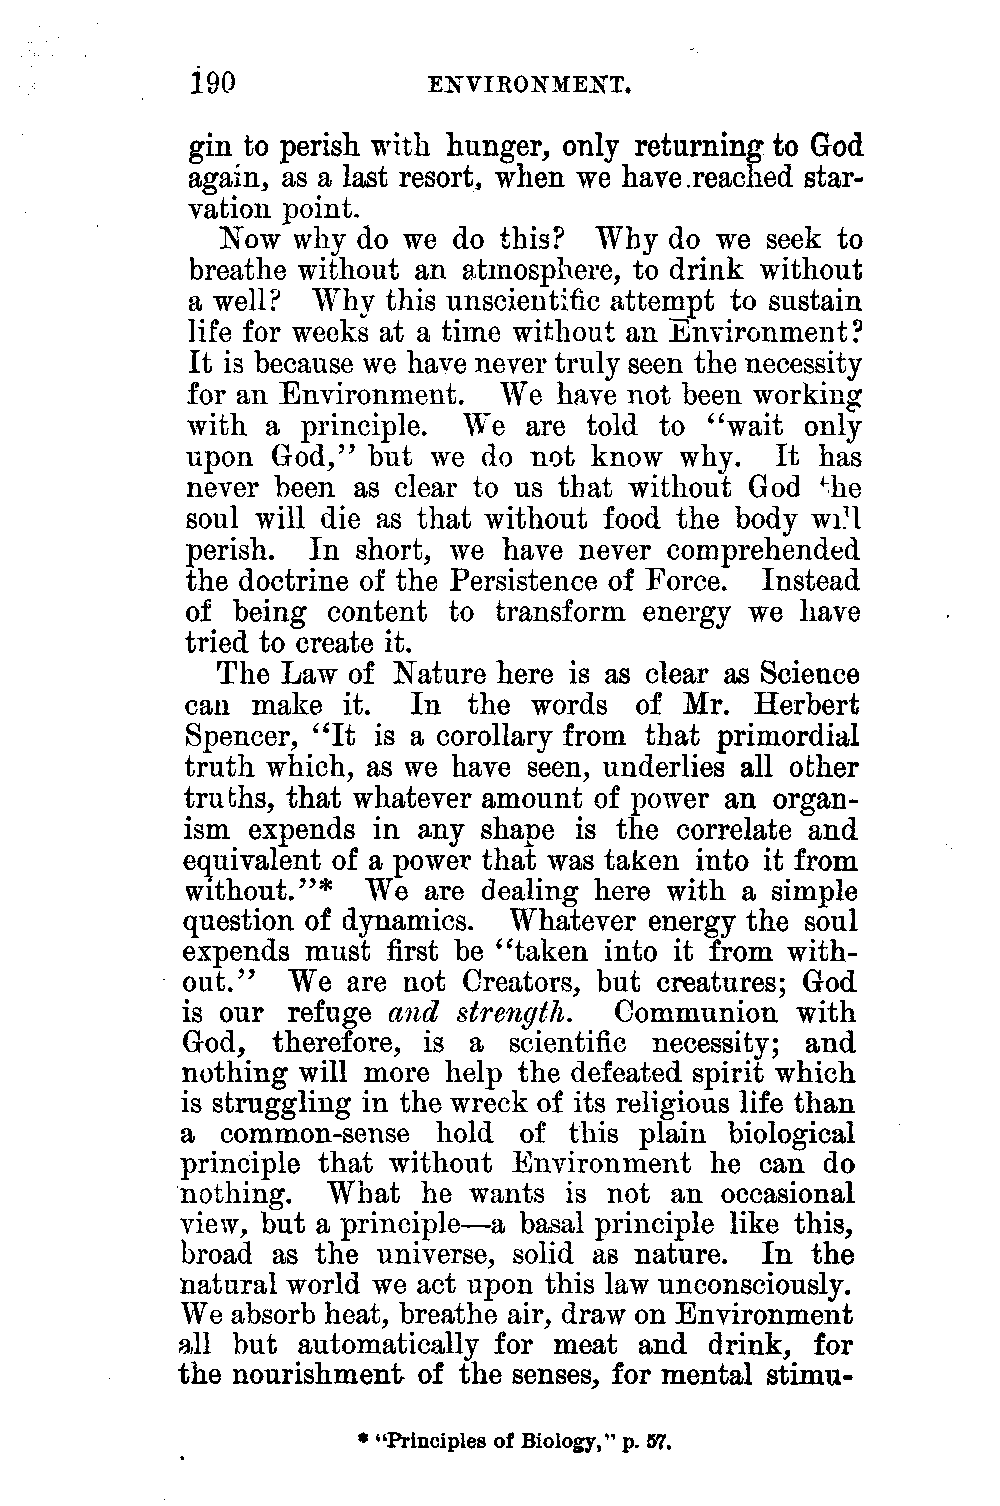 190 ENVIRONMENT.
gin to perish with hunger, only returning to God
again, as a last resort, when we have reached star-
vation point.
Now why do we do this? Why do we seek to
breathe without an atmosphere, to drink without
a well? Why this unscientific attempt to sustain
life for weeks at a time without an Environment?
It is because we have never truly seen the necessity
for an Environment. We have not been working
with a principle. We are told to “wait only
upon God,” but we do not know why. It has
never been as clear to us that without God the
soul will die as that without food the body will
perish. In short, we have never comprehended
the doctrine of the Persistence of Force. Instead
of being content to transform energy we have
tried to create it.
The Law of Nature here is as clear as Science
can make it. In the words of Mr. Herbert
Spencer, “It is a corollary from that primordial
truth which, as we have seen, underlies all other
truths, that whatever amount of power an organ-
ism expends in any shape is the correlate and
equivalent of a power that was taken into it from
without.”* We are dealing here with a simple
question of dynamics. Whatever energy the soul
expends must first be “taken into it from with-
out.” We are not Creators, but creatures; God
is our refuge and strength. Communion with
God, therefore, is a scientific necessity; and
nothing will more help the defeated spirit which
is struggling in the wreck of its religious life than
a common-sense hold of this plain biological
principle that without Environment he can do
nothing. What he wants is not an occasional
view, but a principle—a basal principle like this,
broad as the universe, solid as nature. In the
natural world we act upon this law unconsciously.
We absorb heat, breathe air, draw on Environment
all but automatically for meat and drink, for
the nourishment of the senses, for mental stimu-
* “Principles of Biology,” p. 57.